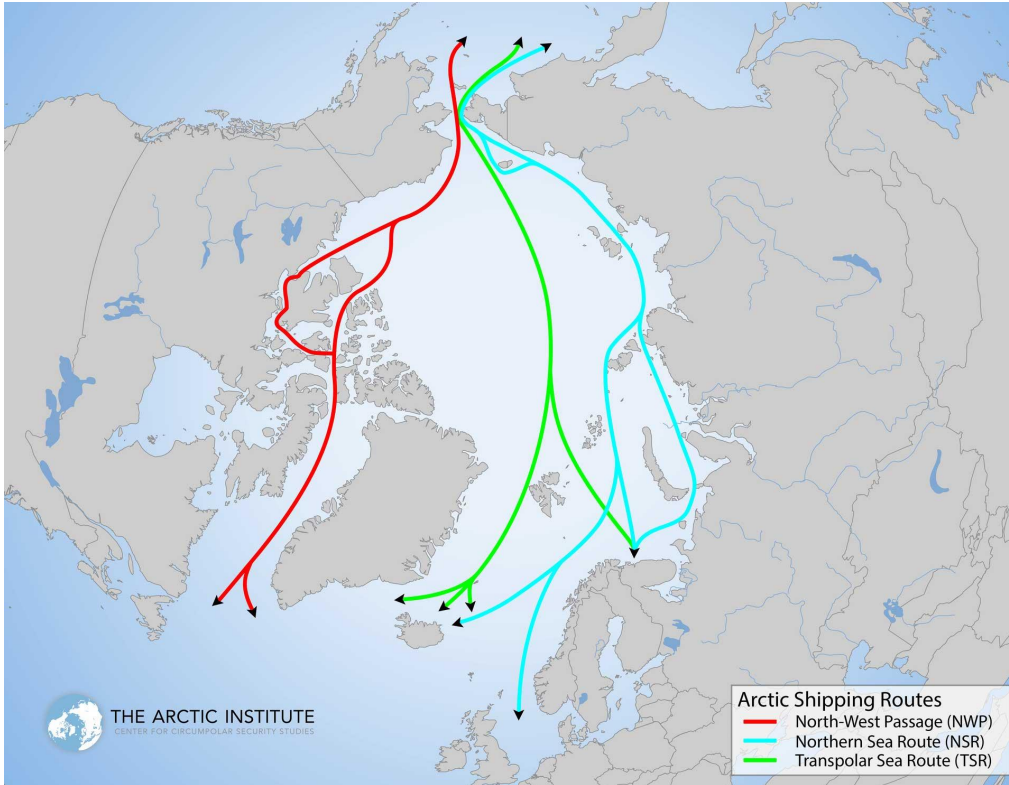 THE ARCTIC INSTITUTE
CENTER FOR CIRCUMPOLAR SECURITY STUDIES
Arctic Shipping Routes
North-West Passage (NWP)
Northern Sea Route (NSR)
Transpolar Sea Route (TSR)